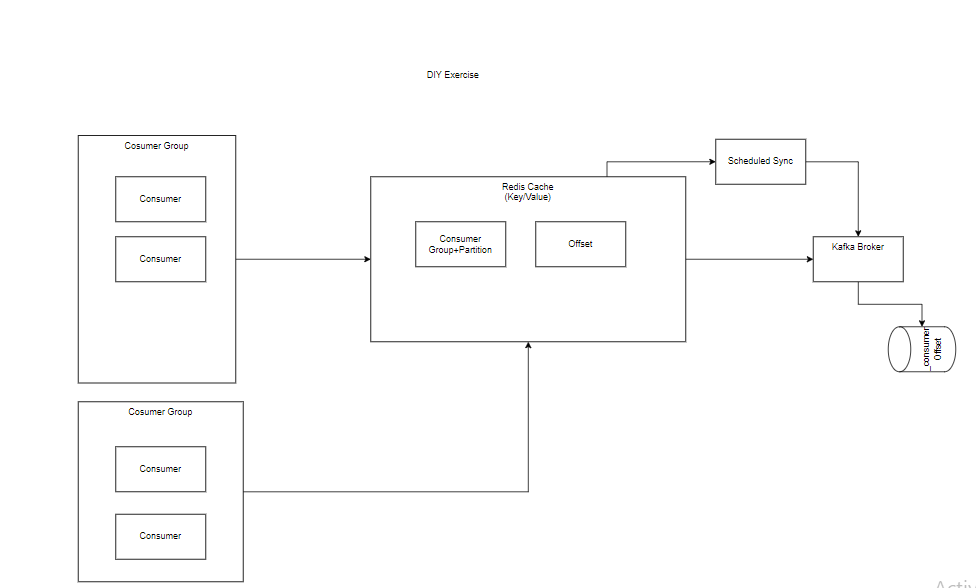 DIY Exercise
Cosumer Group
Consumer
Consumer
Redis Cache
(Key/Value)
Consumer
Group+Partition
Offset
Scheduled Sync
Kafka Broker
_consumer
Offset
Cosumer Group
Consumer
Consumer